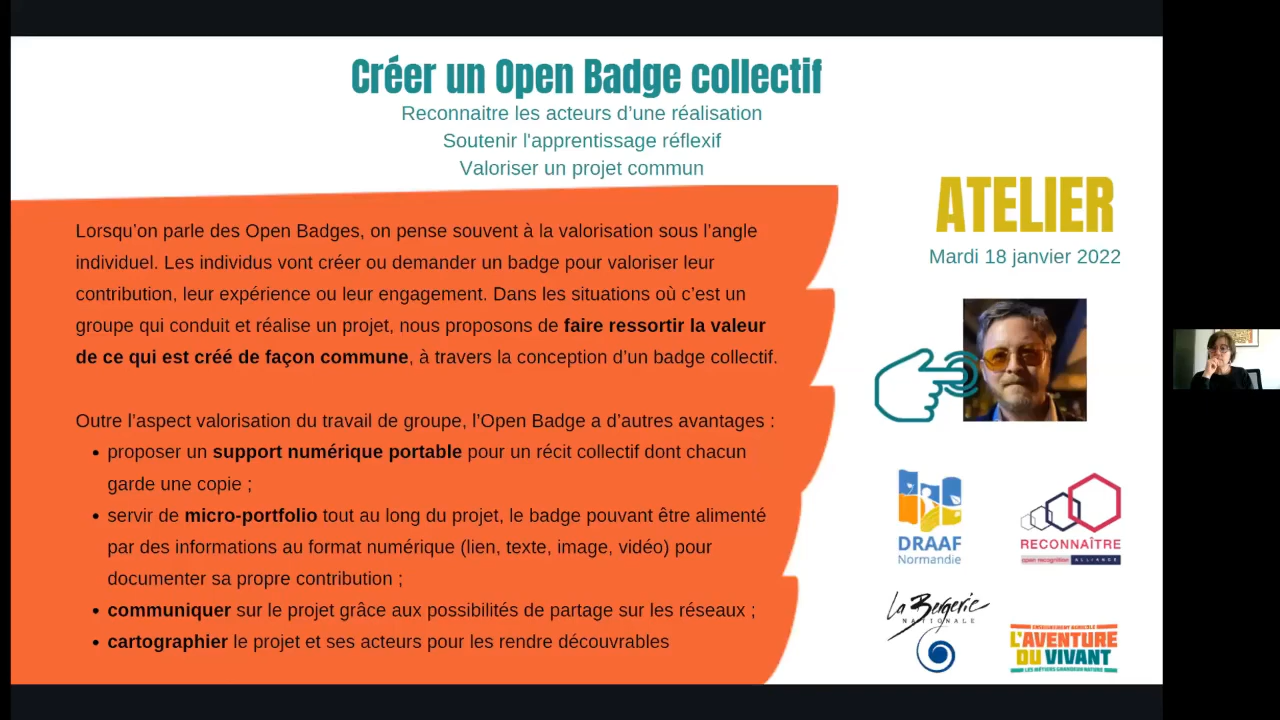 Créer un Open Badge collectif
Reconnaitre les acteurs d’une réalisation
Soutenir l'apprentissage réflexif
Valoriser un projet commun
Lorsqu’on parle des Open Badges, on pense souvent à la valorisation sous l’angle
individuel. Les individus vont créer ou demander un badge pour valoriser leur
contribution, leur expérience ou leur engagement. Dans les situations où c’est un
groupe qui conduit et réalise un projet, nous proposons de faire ressortir la valeur
de ce qui est créé de façon commune, à travers la conception d’un badge collectif.
Outre l’aspect valorisation du travail de groupe, l’Open Badge a d’autres avantages :
• proposer un support numérique portable pour un récit collectif dont chacun
garde une copie ;
• servir de micro-portfolio tout au long du projet, le badge pouvant être alimenté
par des informations au format numérique (lien, texte, image, vidéo) pour
documenter sa propre contribution ;
• communiquer sur le projet grâce aux possibilités de partage sur les réseaux ;
• cartographier le projet et ses acteurs pour les rendre découvrables
ATELIER
Mardi 18 janvier 2022
DRAAF
Normandie
RECONNAÎTRE
open recognition ALLIANCE
La Bergerie
NATIONALE
ENSEIGNEMENT AGRICOLE
L'AVENTURE
DU VIVANT
LES MÉTIERS GRANDEUR NATURE